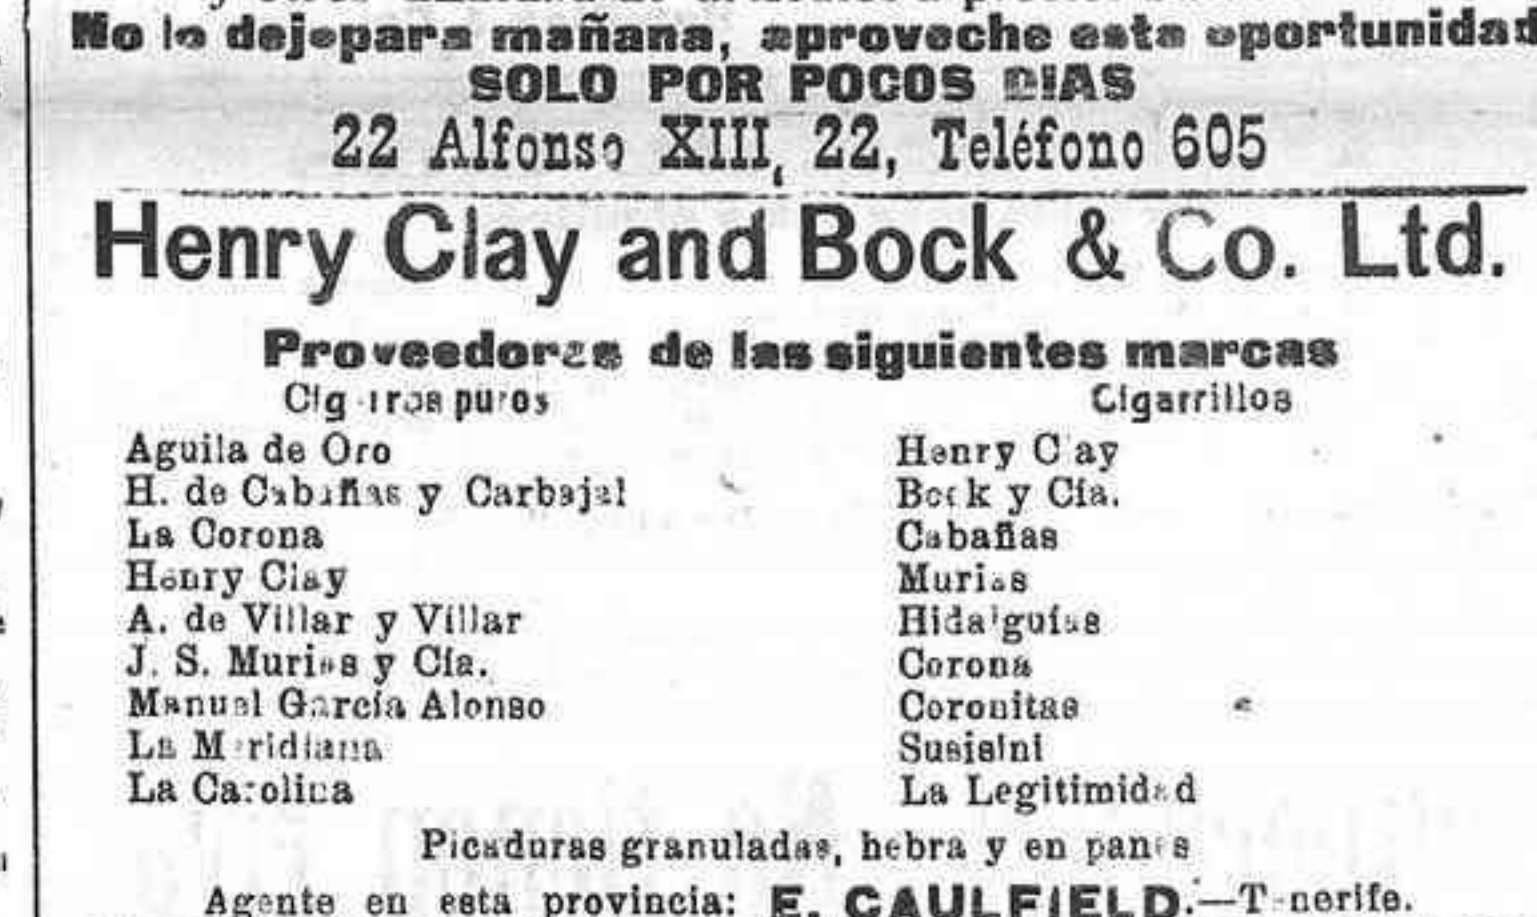 No lo deje para mañana, aproveche esta oportunidad
SOLO POR POCOS DIAS
22 Alfonso XIII, 22, Teléfono 605
Henry Clay and Bock & Co. Ltd.
Proveedores de las siguientes marcas
Cigarros puros
Cigarrillos
Aguila de Oro
Henry Clay
H. de Cabañas y Carbajal
Bock y Cía.
La Corona
Cabañas
Henry Clay
Murias
A. de Villar y Villar
Hidalguías
J. S. Murias y Cía.
Corona
Manuel García Alonso
Coronitas
La Meridiana
Susisini
La Carolina
La Legitimidad
Picaduras granuladas, hebra y en panes
Agente en esta provincia: E. CAULFIELD.—Tenerife.